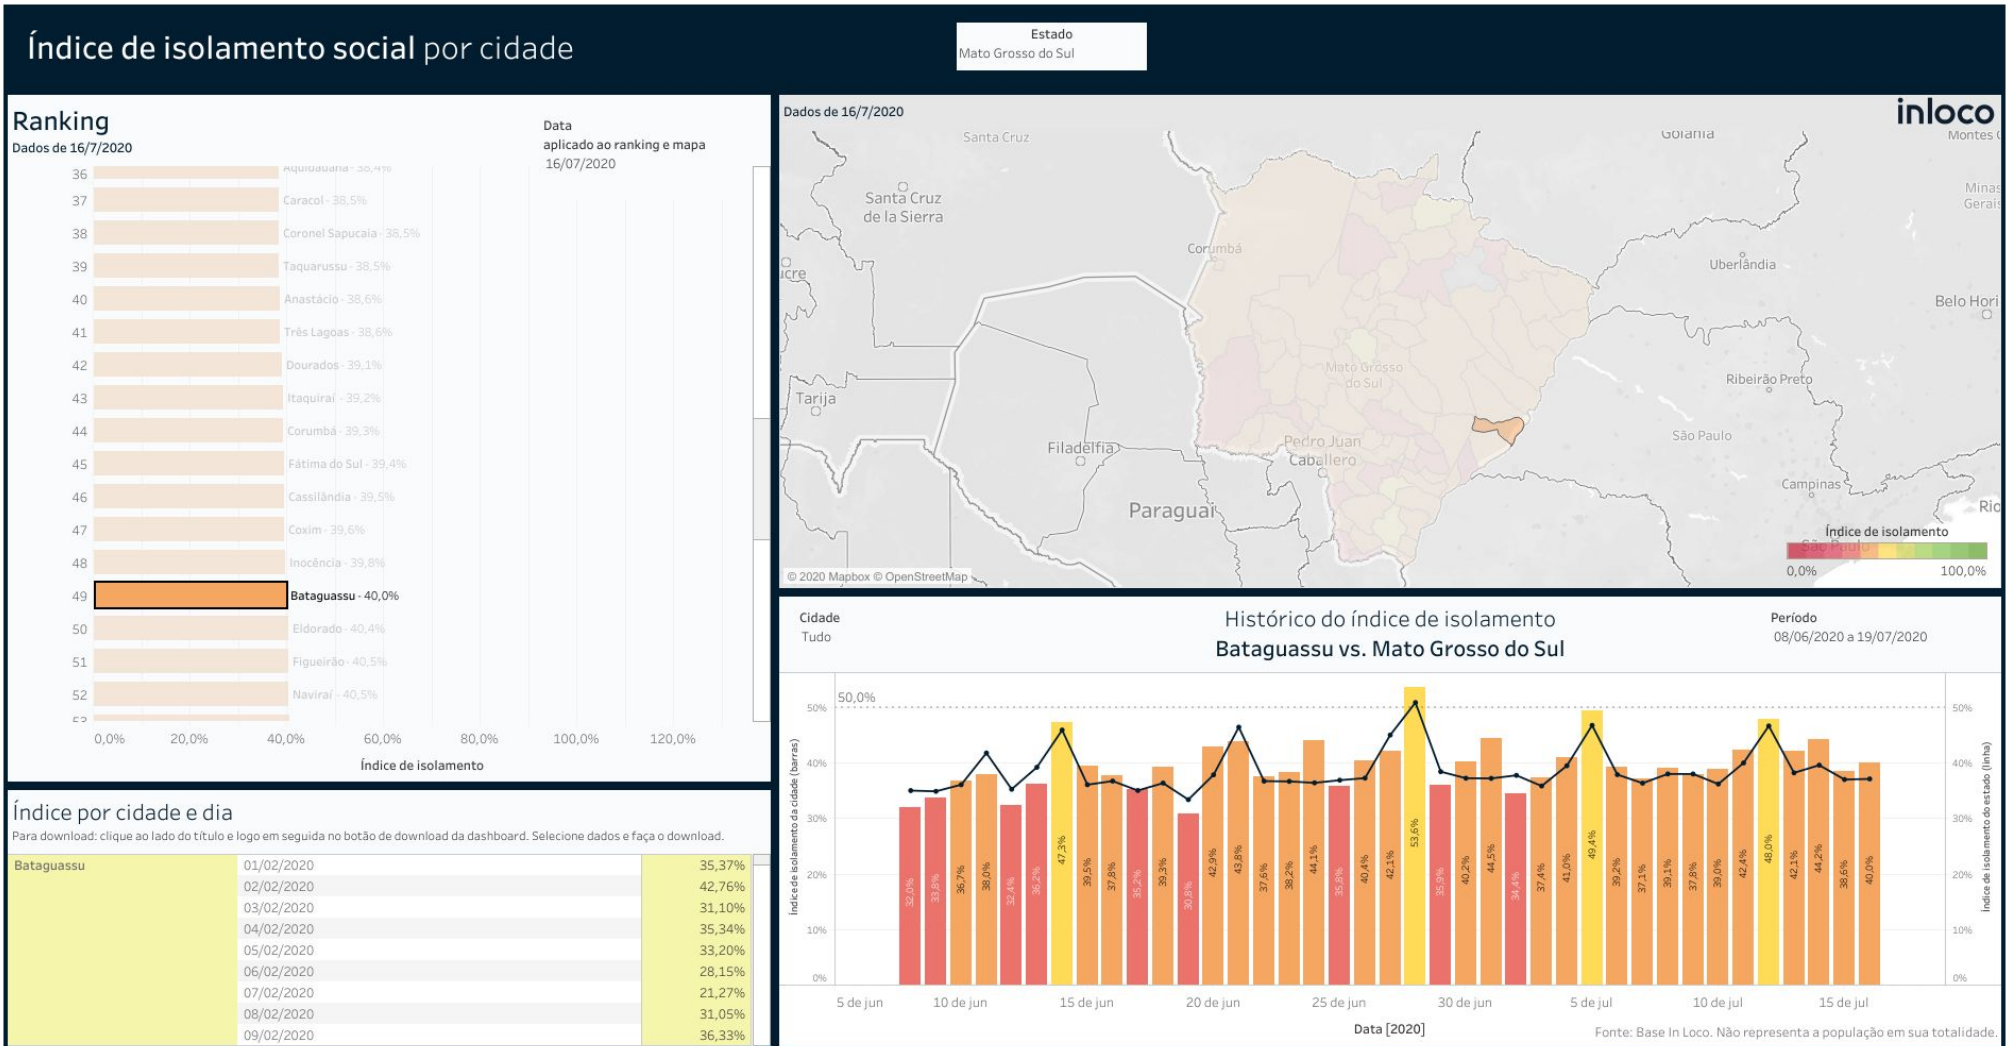 Índice de isolamento social por cidade
Estado
Mato Grosso do Sul
Ranking
Dados de 16/7/2020
Data
aplicado ao ranking e mapa
16/07/2020
36 Aquidauana - 38,4%
37 Caracol - 38,5%
38 Coronel Sapucaia - 38,5%
39 Taquarussu - 38,5%
40 Anastácio - 38,6%
41 Três Lagoas - 38,6%
42 Dourados - 39,1%
43 Itaquiraí - 39,2%
44 Corumbá - 39,3%
45 Fátima do Sul - 39,4%
46 Cassilândia - 39,5%
47 Coxim - 39,6%
48 Inocência - 39,8%
49 Bataguassu - 40,0%
50 Eldorado - 40,4%
51 Figueirão - 40,5%
52 Naviraí - 40,5%
53
0,0% 20,0% 40,0% 60,0% 80,0% 100,0% 120,0%
Índice de isolamento
Índice por cidade e dia
Para download: clique ao lado do título e logo em seguida no botão de download da dashboard. Selecione dados e faça o download.
Bataguassu 01/02/2020 35,37%
02/02/2020 42,76%
03/02/2020 31,10%
04/02/2020 35,34%
05/02/2020 33,20%
06/02/2020 28,15%
07/02/2020 21,27%
08/02/2020 31,05%
09/02/2020 36,33%
Dados de 16/7/2020
inloco
Santa Cruz
Goiânia
Montes
Santa Cruz
de la Sierra
Minas
Gerais
Corumbá
Uberlândia
ucre
Belo Hori
Mato Grosso
do Sul
Ribeirão Preto
Tarija
Filadélfia
Pedro Juan
Caballero
São Paulo
Campinas
Paraguai
Rio
Índice de isolamento
São Paulo
0,0% 100,0%
© 2020 Mapbox © OpenStreetMap
Cidade
Tudo
Histórico do índice de isolamento
Bataguassu vs. Mato Grosso do Sul
Período
08/06/2020 a 19/07/2020
50,0%
Índice de isolamento da cidade (barras)
50%
40%
30%
20%
10%
0%
32,0% 33,8% 36,7% 38,0% 32,4% 36,2% 47,3% 39,5% 37,8% 35,2% 39,3% 30,8% 42,9% 43,8% 37,6% 38,2% 44,1% 35,8% 40,4% 42,1% 53,6% 35,9% 40,2% 44,5% 34,4% 37,4% 41,0% 49,4% 39,2% 37,1% 39,1% 37,8% 39,0% 42,4% 48,0% 42,1% 44,2% 38,6% 40,0%
50%
40%
30%
20%
10%
0%
Índice de isolamento do estado (linha)
5 de jun 10 de jun 15 de jun 20 de jun 25 de jun 30 de jun 5 de jul 10 de jul 15 de jul
Data [2020]
Fonte: Base In Loco. Não representa a população em sua totalidade.